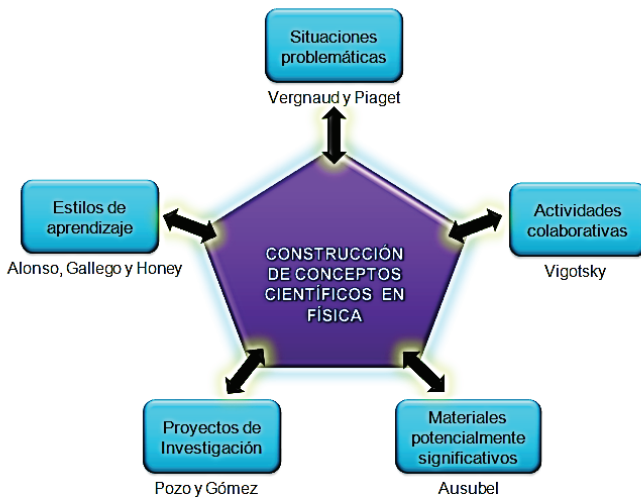 Situaciones
problemáticas
Vergnaud y Piaget
Estilos de
aprendizaje
Alonso, Gallego y Honey
Actividades
colaborativas
Vigotsky
CONSTRUCCIÓN
DE CONCEPTOS
CIENTÍFICOS EN
FÍSICA
Proyectos de
Investigación
Pozo y Gómez
Materiales
potencialmente
significativos
Ausubel